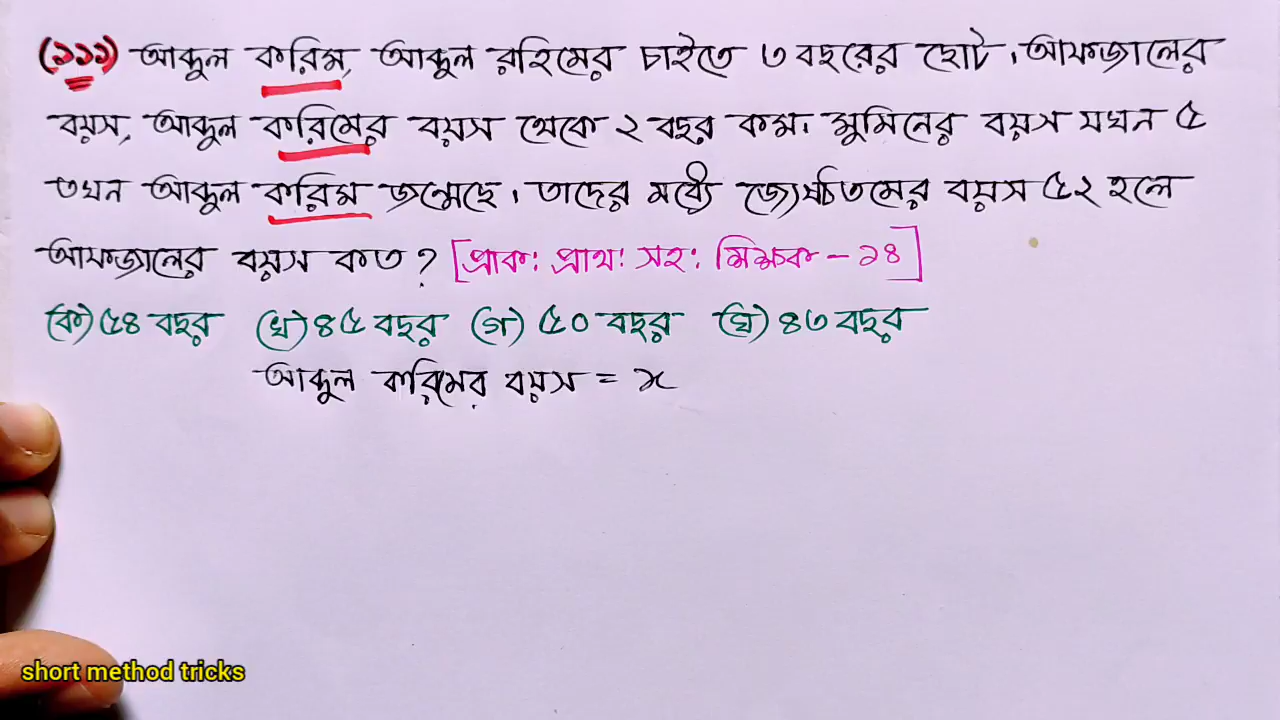 (১১১) আব্দুল করিম, আব্দুল রহিমের চাইতে ৩ বছরের ছোট। আফজালের
বয়স, আব্দুল করিমের বয়স থেকে ২ বছর কম। মুমিনের বয়স যখন ৫
তখন আব্দুল করিম জন্মেছে। তাদের মধ্যে জ্যেষ্ঠতমের বয়স ৫২ হলে
আফজালের বয়স কত? [প্রাক: প্রাথ: সহ: শিক্ষক - ১৪]
(ক) ৫৪ বছর (খ) ৪৫ বছর (গ) ৫০ বছর (ঘ) ৪৩ বছর
আব্দুল করিমের বয়স = x
short method tricks